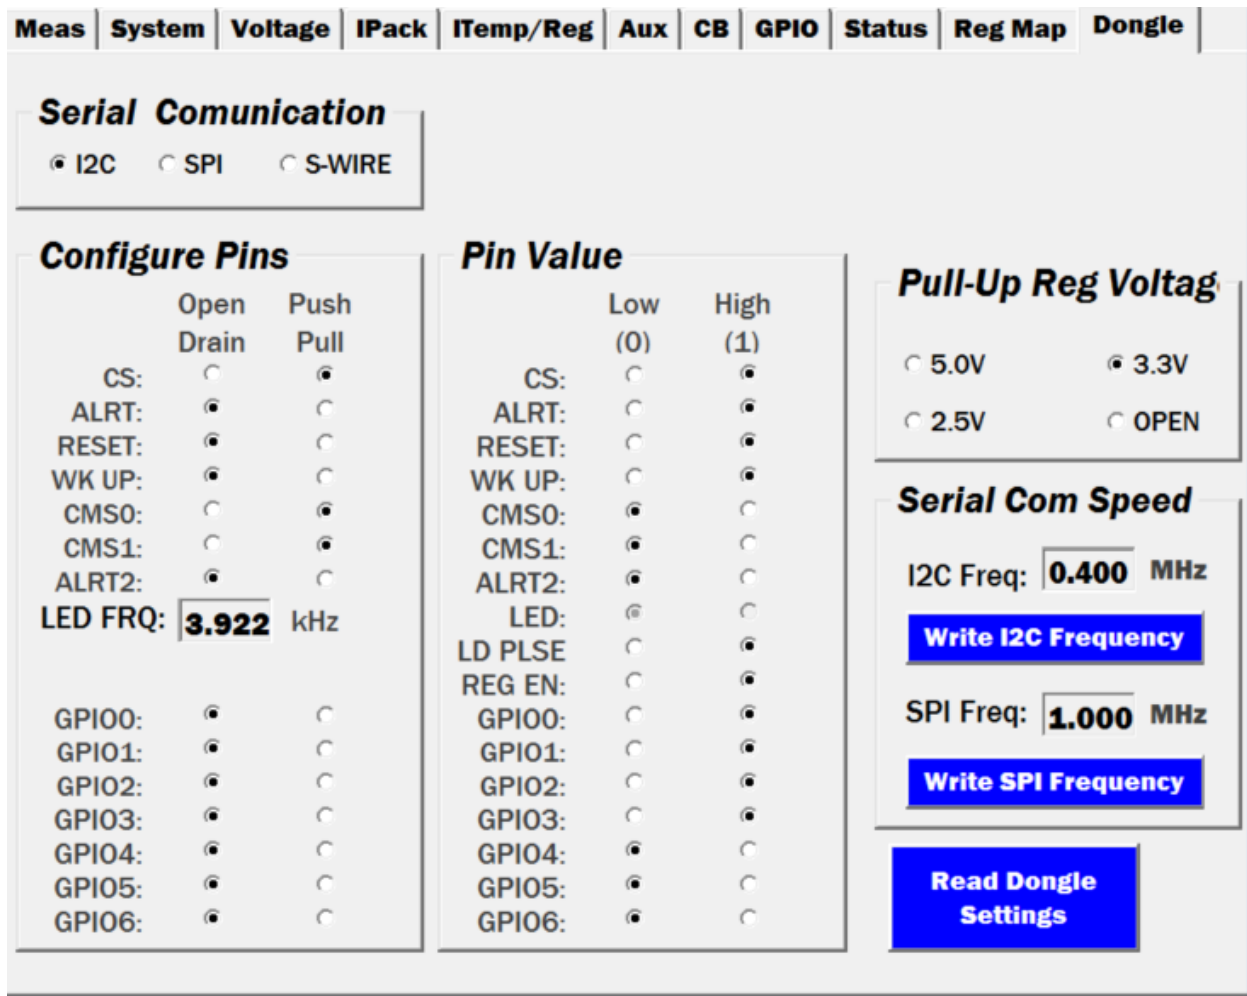 Meas System Voltage IPack ITemp/Reg Aux CB GPIO Status Reg Map Dongle
Serial Comunication
I2C SPI S-WIRE
Configure Pins
Open Push
Drain Pull
CS:
ALRT:
RESET:
WK UP:
CMS0:
CMS1:
ALRT2:
LED FRQ: 3.922 kHz
GPIO0:
GPIO1:
GPIO2:
GPIO3:
GPIO4:
GPIO5:
GPIO6:
Pin Value
Low High
(0) (1)
CS:
ALRT:
RESET:
WK UP:
CMS0:
CMS1:
ALRT2:
LED:
LD PLSE
REG EN:
GPIO0:
GPIO1:
GPIO2:
GPIO3:
GPIO4:
GPIO5:
GPIO6:
Pull-Up Reg Voltag
5.0V 3.3V
2.5V OPEN
Serial Com Speed
I2C Freq: 0.400 MHz
Write I2C Frequency
SPI Freq: 1.000 MHz
Write SPI Frequency
Read Dongle
Settings